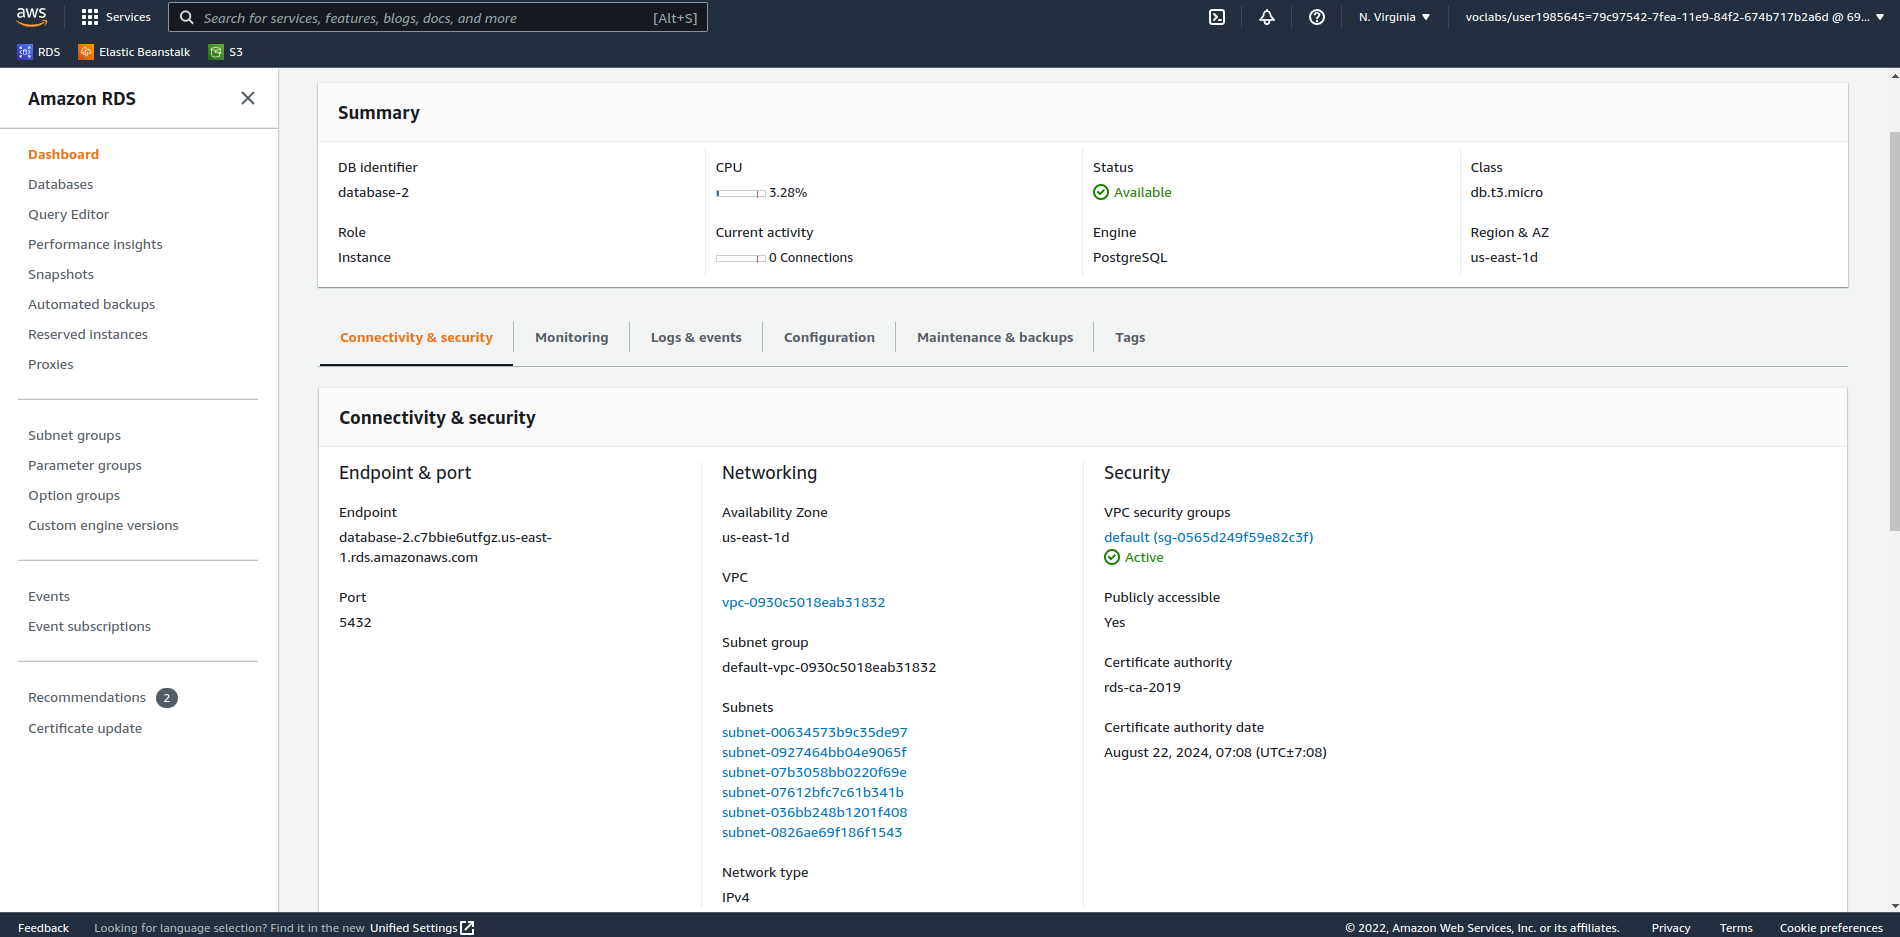 aws Services Search for services, features, blogs, docs, and more [Alt+S] N. Virginia voclabs/user1985645=79c97542-7fea-11e9-84f2-674b717b2a6d @ 69...
RDS Elastic Beanstalk S3
Amazon RDS
Dashboard
Databases
Query Editor
Performance insights
Snapshots
Automated backups
Reserved instances
Proxies
Subnet groups
Parameter groups
Option groups
Custom engine versions
Events
Event subscriptions
Recommendations 2
Certificate update
Summary
DB identifier
database-2
CPU
3.28%
Status
Available
Class
db.t3.micro
Role
Instance
Current activity
0 Connections
Engine
PostgreSQL
Region & AZ
us-east-1d
Connectivity & security Monitoring Logs & events Configuration Maintenance & backups Tags
Connectivity & security
Endpoint & port
Endpoint
database-2.c7bbie6utfgz.us-east-
1.rds.amazonaws.com
Port
5432
Networking
Availability Zone
us-east-1d
VPC
vpc-0930c5018eab31832
Subnet group
default-vpc-0930c5018eab31832
Subnets
subnet-00634573b9c35de97
subnet-0927464bb04e9065f
subnet-07b3058bb0220f69e
subnet-07612bfc7c61b341b
subnet-036bb248b1201f408
subnet-0826ae69f186f1543
Network type
IPv4
Security
VPC security groups
default (sg-0565d249f59e82c3f)
Active
Publicly accessible
Yes
Certificate authority
rds-ca-2019
Certificate authority date
August 22, 2024, 07:08 (UTC±7:08)
Feedback Looking for language selection? Find it in the new Unified Settings © 2022, Amazon Web Services, Inc. or its affiliates. Privacy Terms Cookie preferences